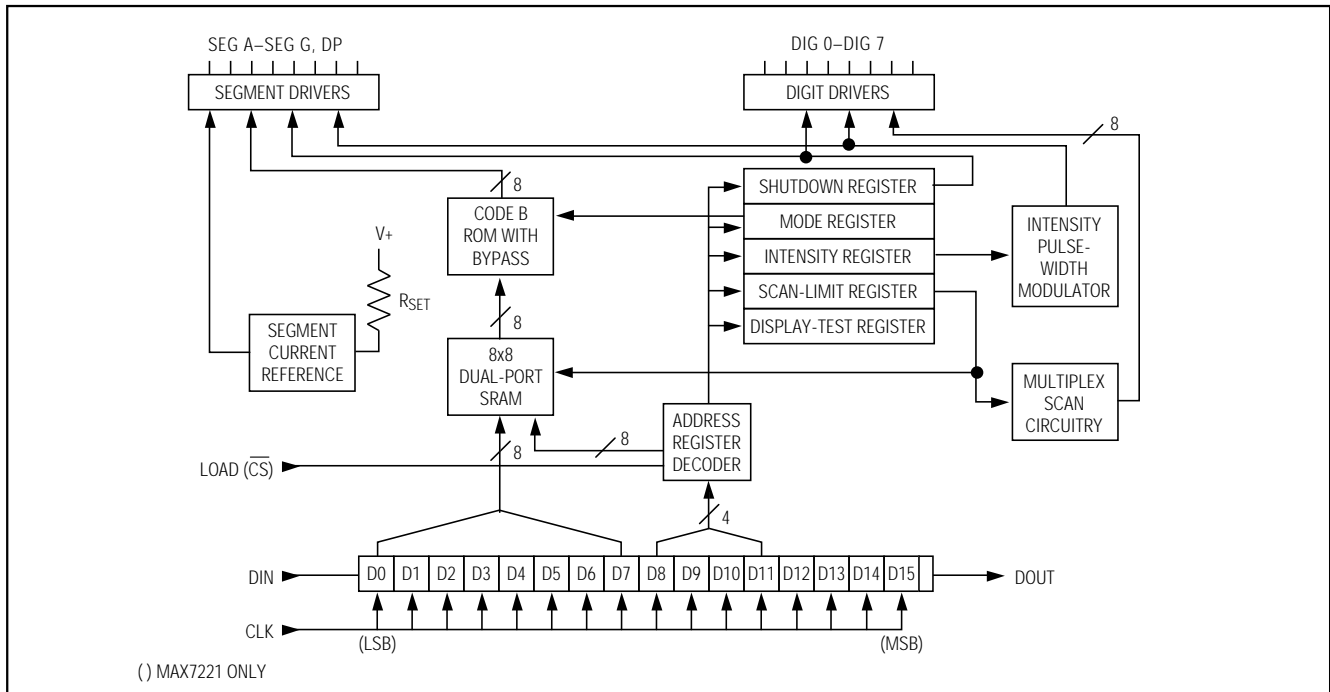 SEG A–SEG G, DP
DIG 0–DIG 7
SEGMENT DRIVERS
DIGIT DRIVERS
8
8
SHUTDOWN REGISTER
MODE REGISTER
INTENSITY REGISTER
SCAN-LIMIT REGISTER
DISPLAY-TEST REGISTER
CODE B
ROM WITH
BYPASS
INTENSITY
PULSE-
WIDTH
MODULATOR
V+
RSET
8
SEGMENT
CURRENT
REFERENCE
8x8
DUAL-PORT
SRAM
MULTIPLEX
SCAN
CIRCUITRY
ADDRESS
REGISTER
DECODER
8
8
LOAD (C̅S̅)
4
DIN
D0 D1 D2 D3 D4 D5 D6 D7 D8 D9 D10 D11 D12 D13 D14 D15
DOUT
CLK
(LSB)
(MSB)
( ) MAX7221 ONLY